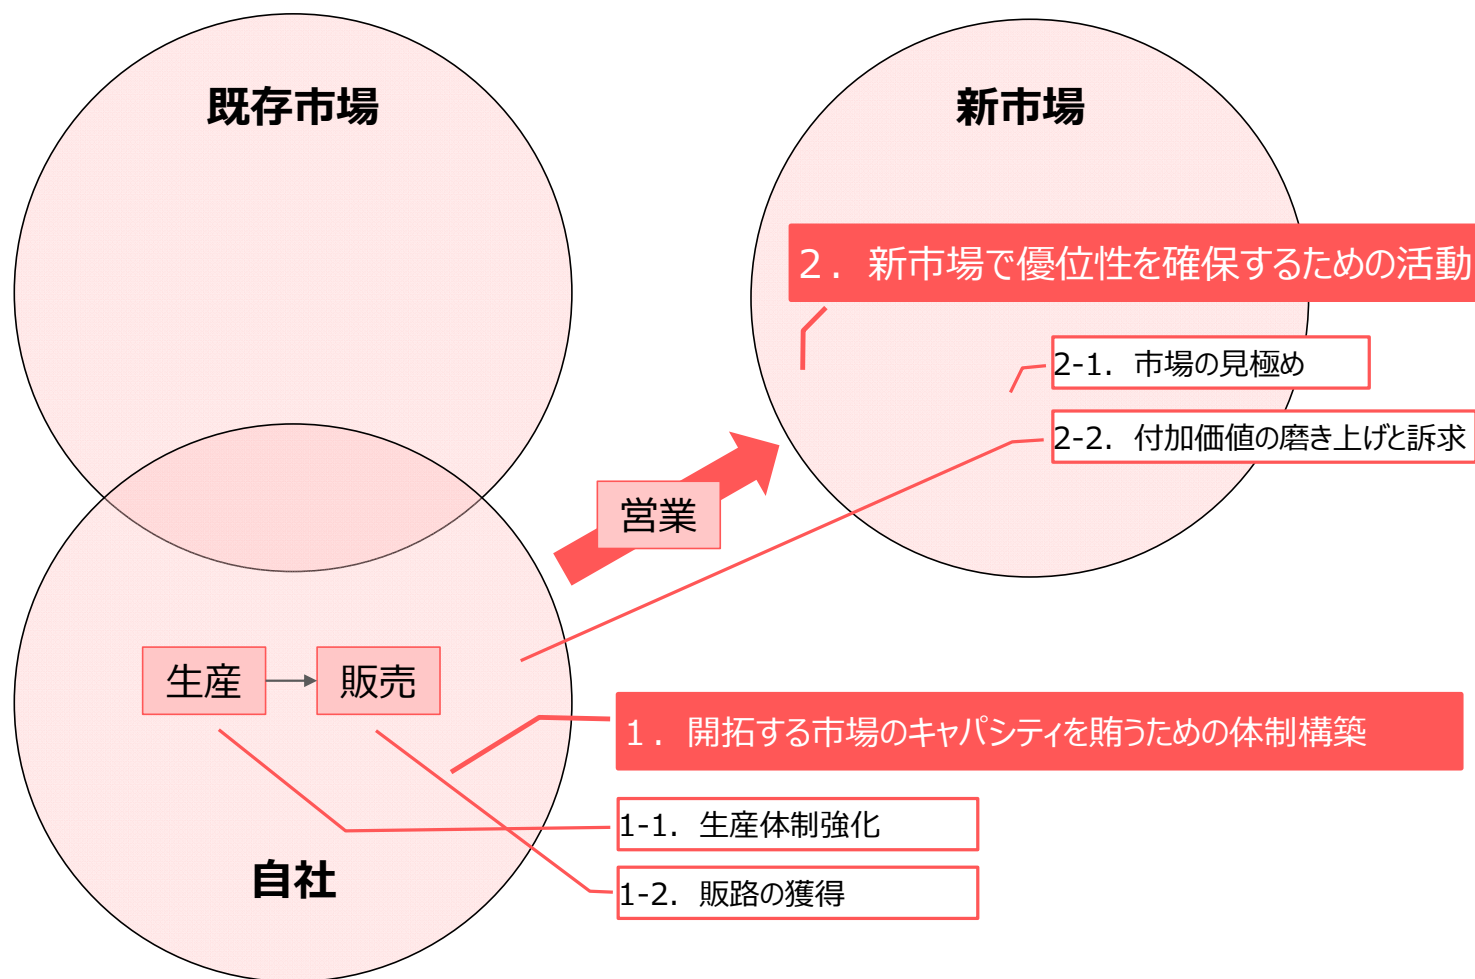 既存市場
新市場
２．新市場で優位性を確保するための活動
2-1. 市場の見極め
2-2. 付加価値の磨き上げと訴求
営業
生産
販売
１．開拓する市場のキャパシティを賄うための体制構築
1-1. 生産体制強化
1-2. 販路の獲得
自社